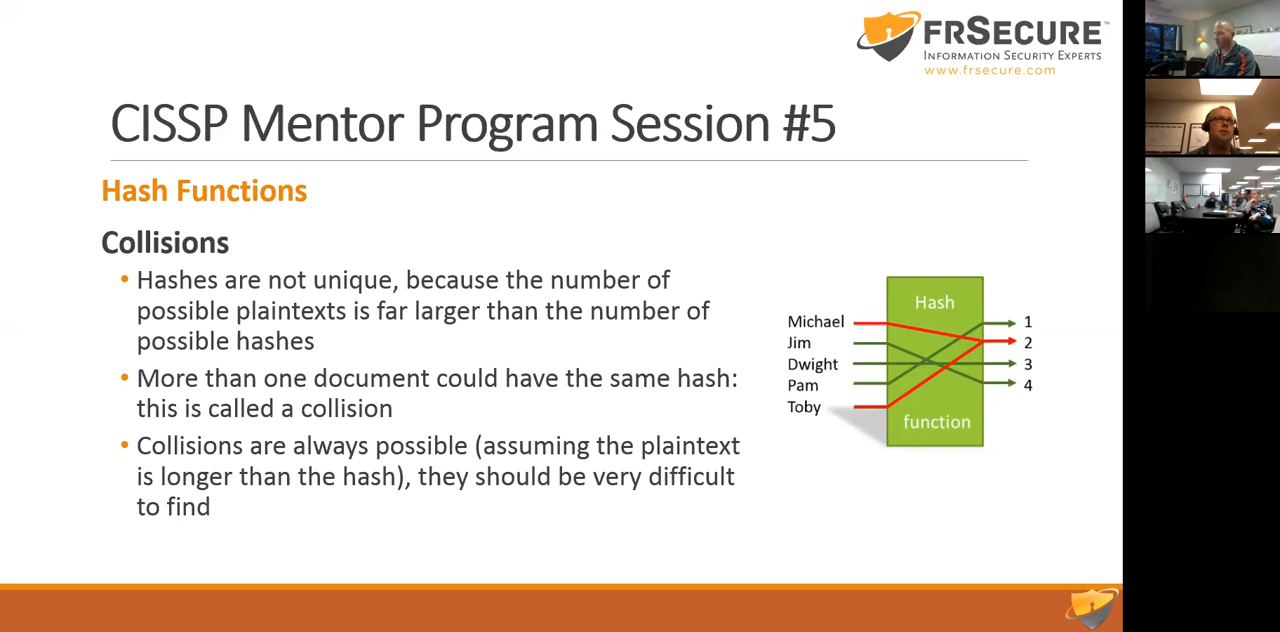 FRSECURE™
INFORMATION SECURITY EXPERTS
www.frsecure.com
CISSP Mentor Program Session #5
Hash Functions
Collisions
• Hashes are not unique, because the number of
possible plaintexts is far larger than the number of
possible hashes
• More than one document could have the same hash:
this is called a collision
• Collisions are always possible (assuming the plaintext
is longer than the hash), they should be very difficult
to find
Hash
Michael
Jim
Dwight
Pam
Toby
1
2
3
4
function